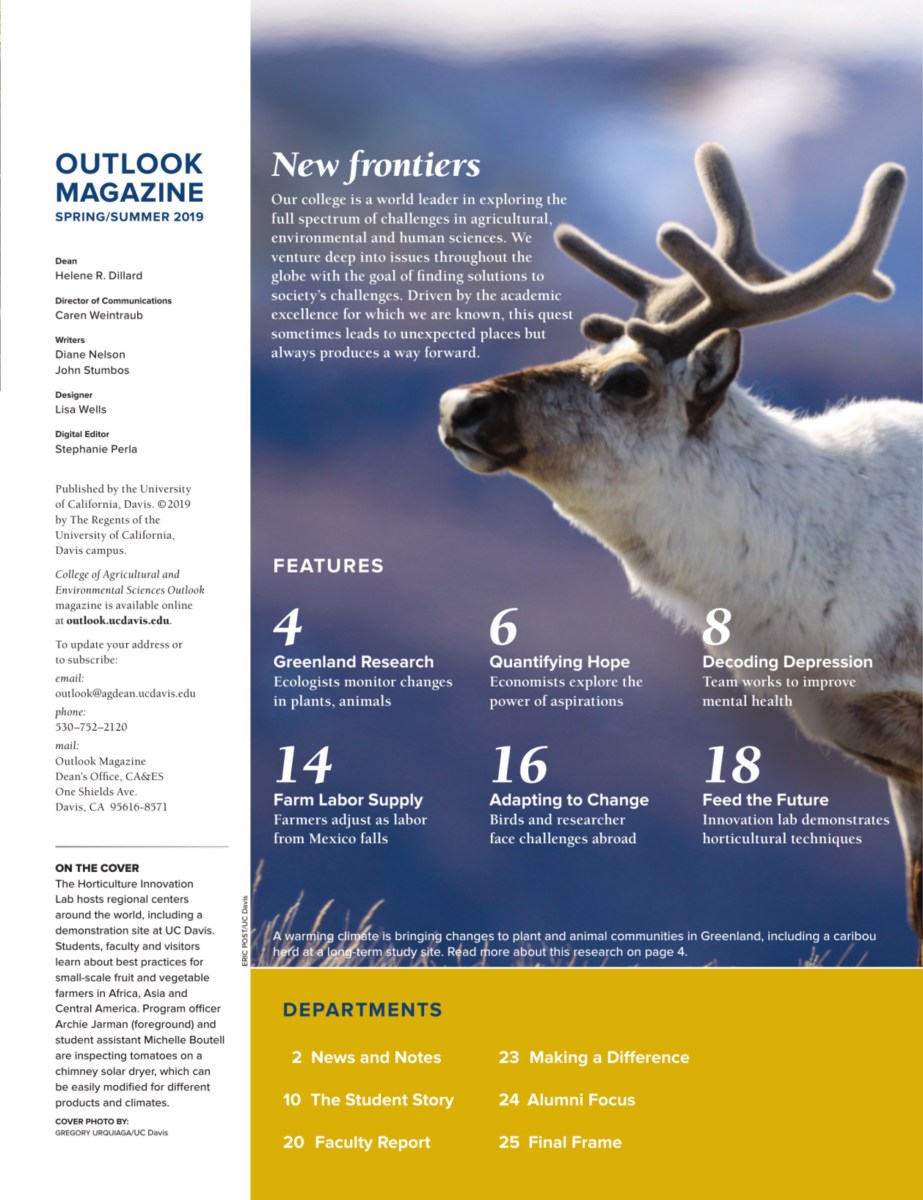 OUTLOOK
MAGAZINE
SPRING/SUMMER 2019
Dean
Helene R. Dillard
Director of Communications
Caren Weintraub
Writers
Diane Nelson
John Stumbos
Designer
Lisa Wells
Digital Editor
Stephanie Perla
Published by the University
of California, Davis. ©2019
by The Regents of the
University of California,
Davis campus.
College of Agricultural and
Environmental Sciences Outlook
magazine is available online
at outlook.ucdavis.edu.
To update your address or
to subscribe:
email:
outlook@agdean.ucdavis.edu
phone:
530–752–2120
mail:
Outlook Magazine
Dean's Office, CA&ES
One Shields Ave.
Davis, CA 95616-8571
ON THE COVER
The Horticulture Innovation
Lab hosts regional centers
around the world, including a
demonstration site at UC Davis.
Students, faculty and visitors
learn about best practices for
small-scale fruit and vegetable
farmers in Africa, Asia and
Central America. Program officer
Archie Jarman (foreground) and
student assistant Michelle Boutell
are inspecting tomatoes on a
chimney solar dryer, which can
be easily modified for different
products and climates.
COVER PHOTO BY:
GREGORY URQUIAGA/UC Davis
ERIC POST/UC Davis
New frontiers
Our college is a world leader in exploring the
full spectrum of challenges in agricultural,
environmental and human sciences. We
venture deep into issues throughout the
globe with the goal of finding solutions to
society's challenges. Driven by the academic
excellence for which we are known, this quest
sometimes leads to unexpected places but
always produces a way forward.
FEATURES
4
Greenland Research
Ecologists monitor changes
in plants, animals
6
Quantifying Hope
Economists explore the
power of aspirations
8
Decoding Depression
Team works to improve
mental health
14
Farm Labor Supply
Farmers adjust as labor
from Mexico falls
16
Adapting to Change
Birds and researcher
face challenges abroad
18
Feed the Future
Innovation lab demonstrates
horticultural techniques
A warming climate is bringing changes to plant and animal communities in Greenland, including a caribou
herd at a long-term study site. Read more about this research on page 4.
DEPARTMENTS
2 News and Notes
10 The Student Story
20 Faculty Report
23 Making a Difference
24 Alumni Focus
25 Final Frame